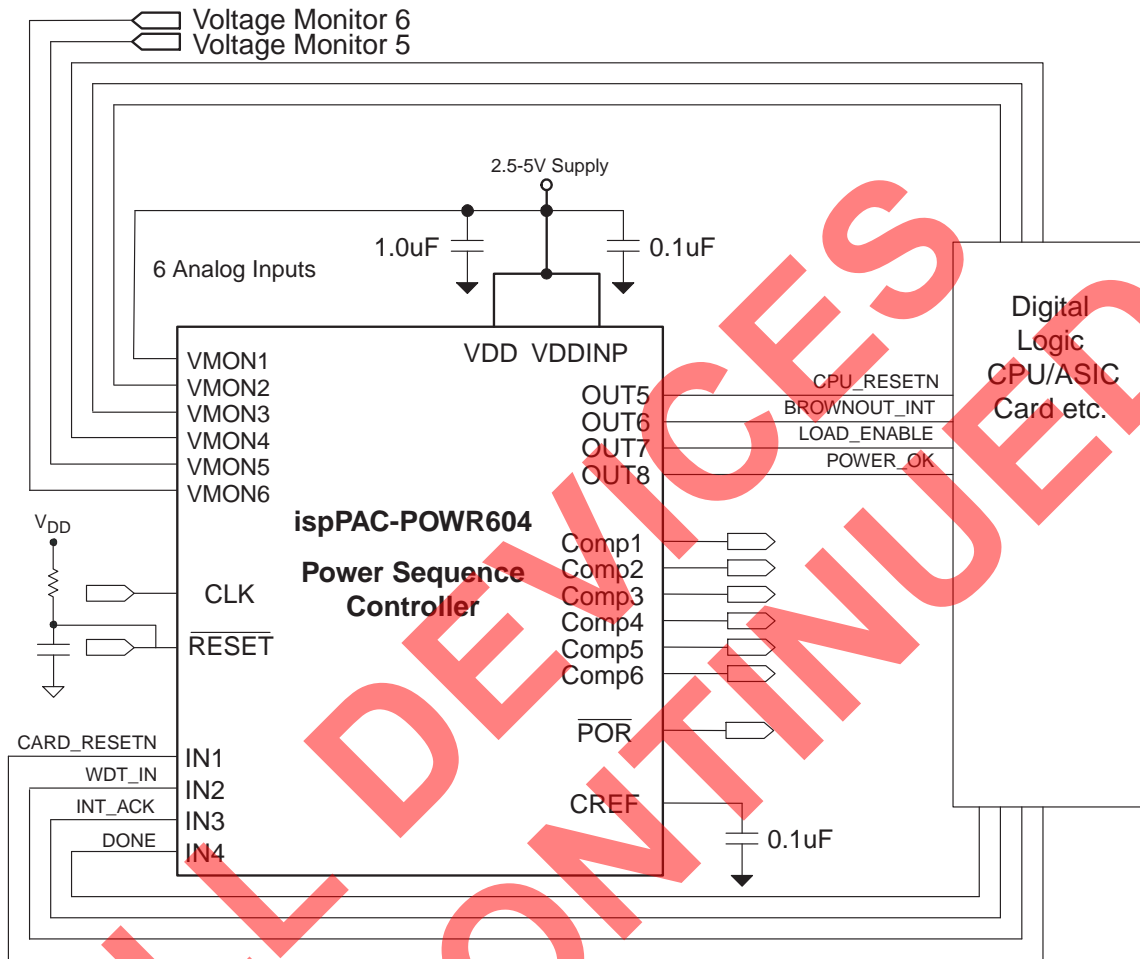 Voltage Monitor 6
Voltage Monitor 5
2.5-5V Supply
1.0uF
0.1uF
6 Analog Inputs
VDD VDDINP
VMON1
VMON2
VMON3
VMON4
VMON5
VMON6
OUT5
OUT6
OUT7
OUT8
CPU_RESETN
BROWNOUT_INT
LOAD_ENABLE
POWER_OK
Digital
Logic
CPU/ASIC
Card etc.
ispPAC-POWR604
Power Sequence
Controller
VDD
CLK
RESET
Comp1
Comp2
Comp3
Comp4
Comp5
Comp6
POR
CREF
0.1uF
CARD_RESETN
WDT_IN
INT_ACK
DONE
IN1
IN2
IN3
IN4
DEVICES